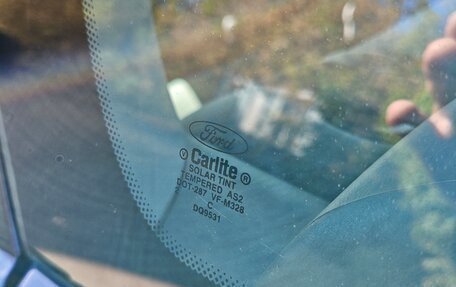 Ford
V Carlite ®
SOLAR TINT
TEMPERED AS2
DOT-287 VF-M328
C
DQ9531